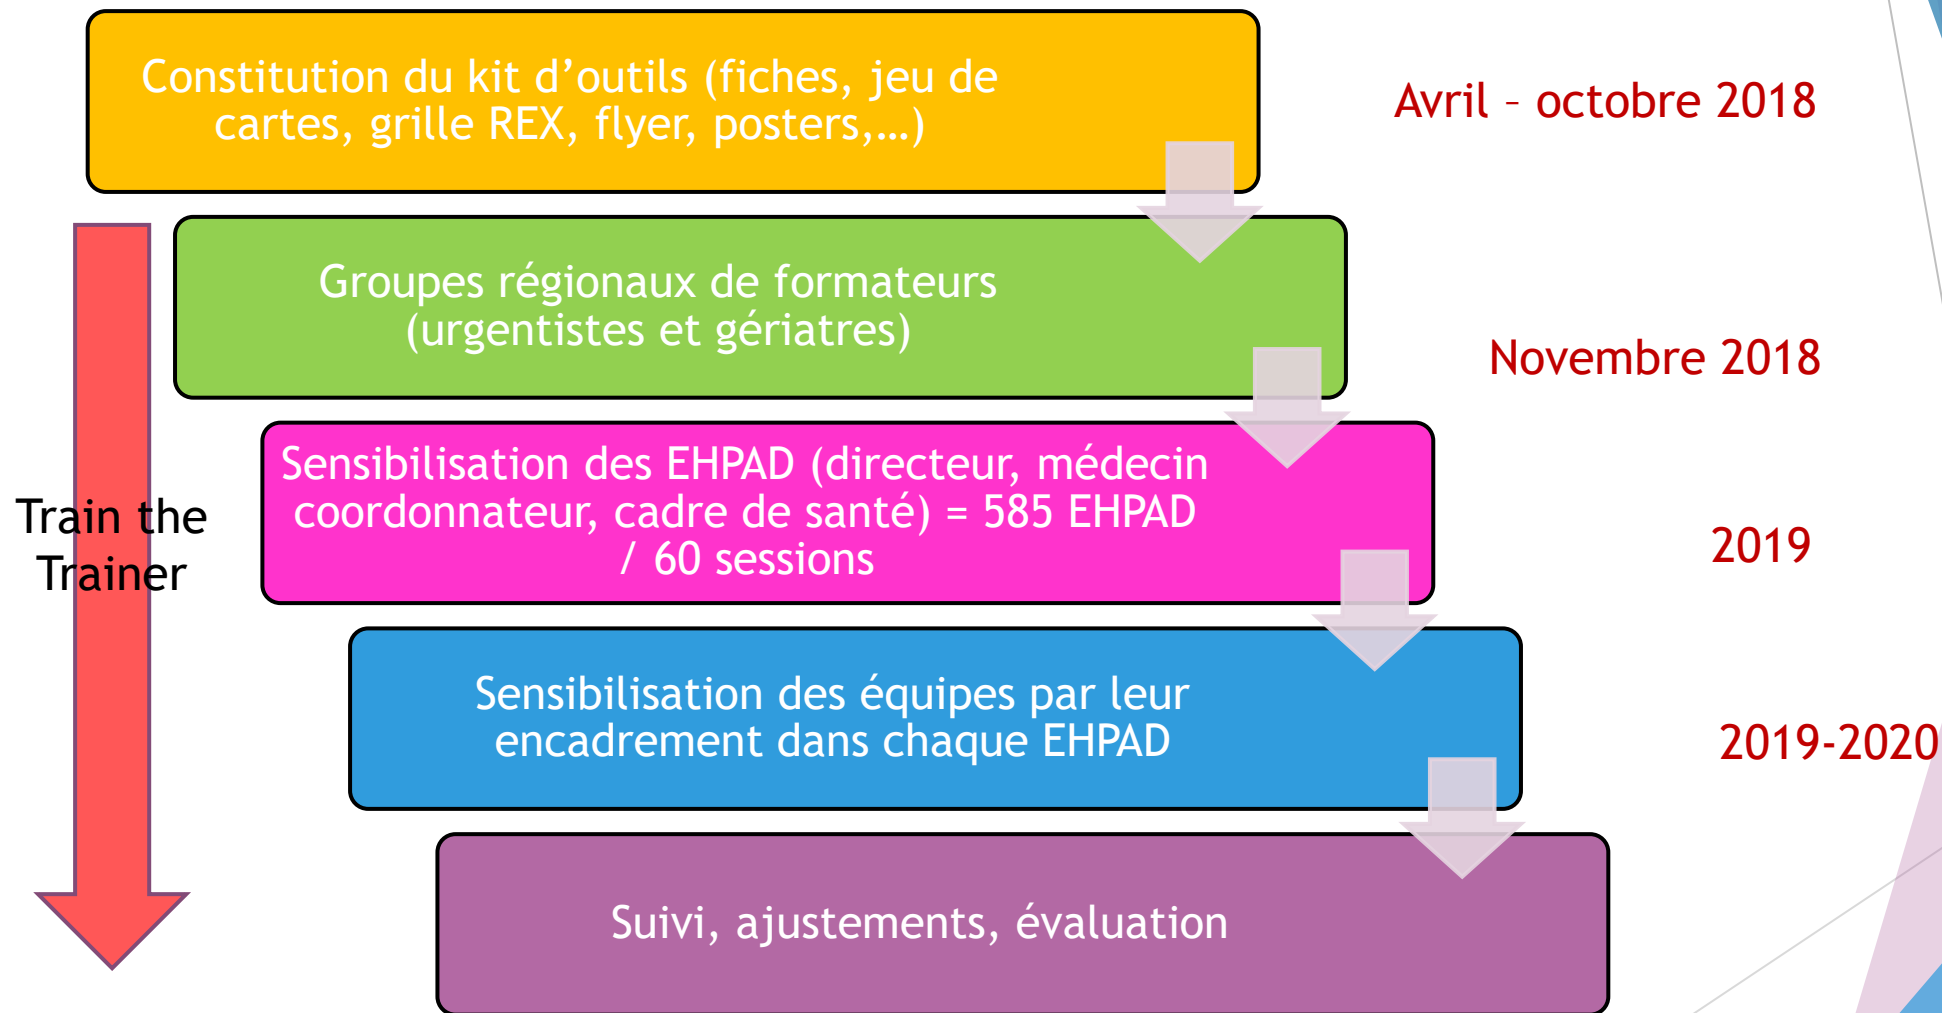 Constitution du kit d’outils (fiches, jeu de
cartes, grille REX, flyer, posters,…)
Avril – octobre 2018
Groupes régionaux de formateurs
(urgentistes et gériatres)
Novembre 2018
Sensibilisation des EHPAD (directeur, médecin
coordonnateur, cadre de santé) = 585 EHPAD
/ 60 sessions
2019
Train the
Trainer
Sensibilisation des équipes par leur
encadrement dans chaque EHPAD
2019-2020
Suivi, ajustements, évaluation